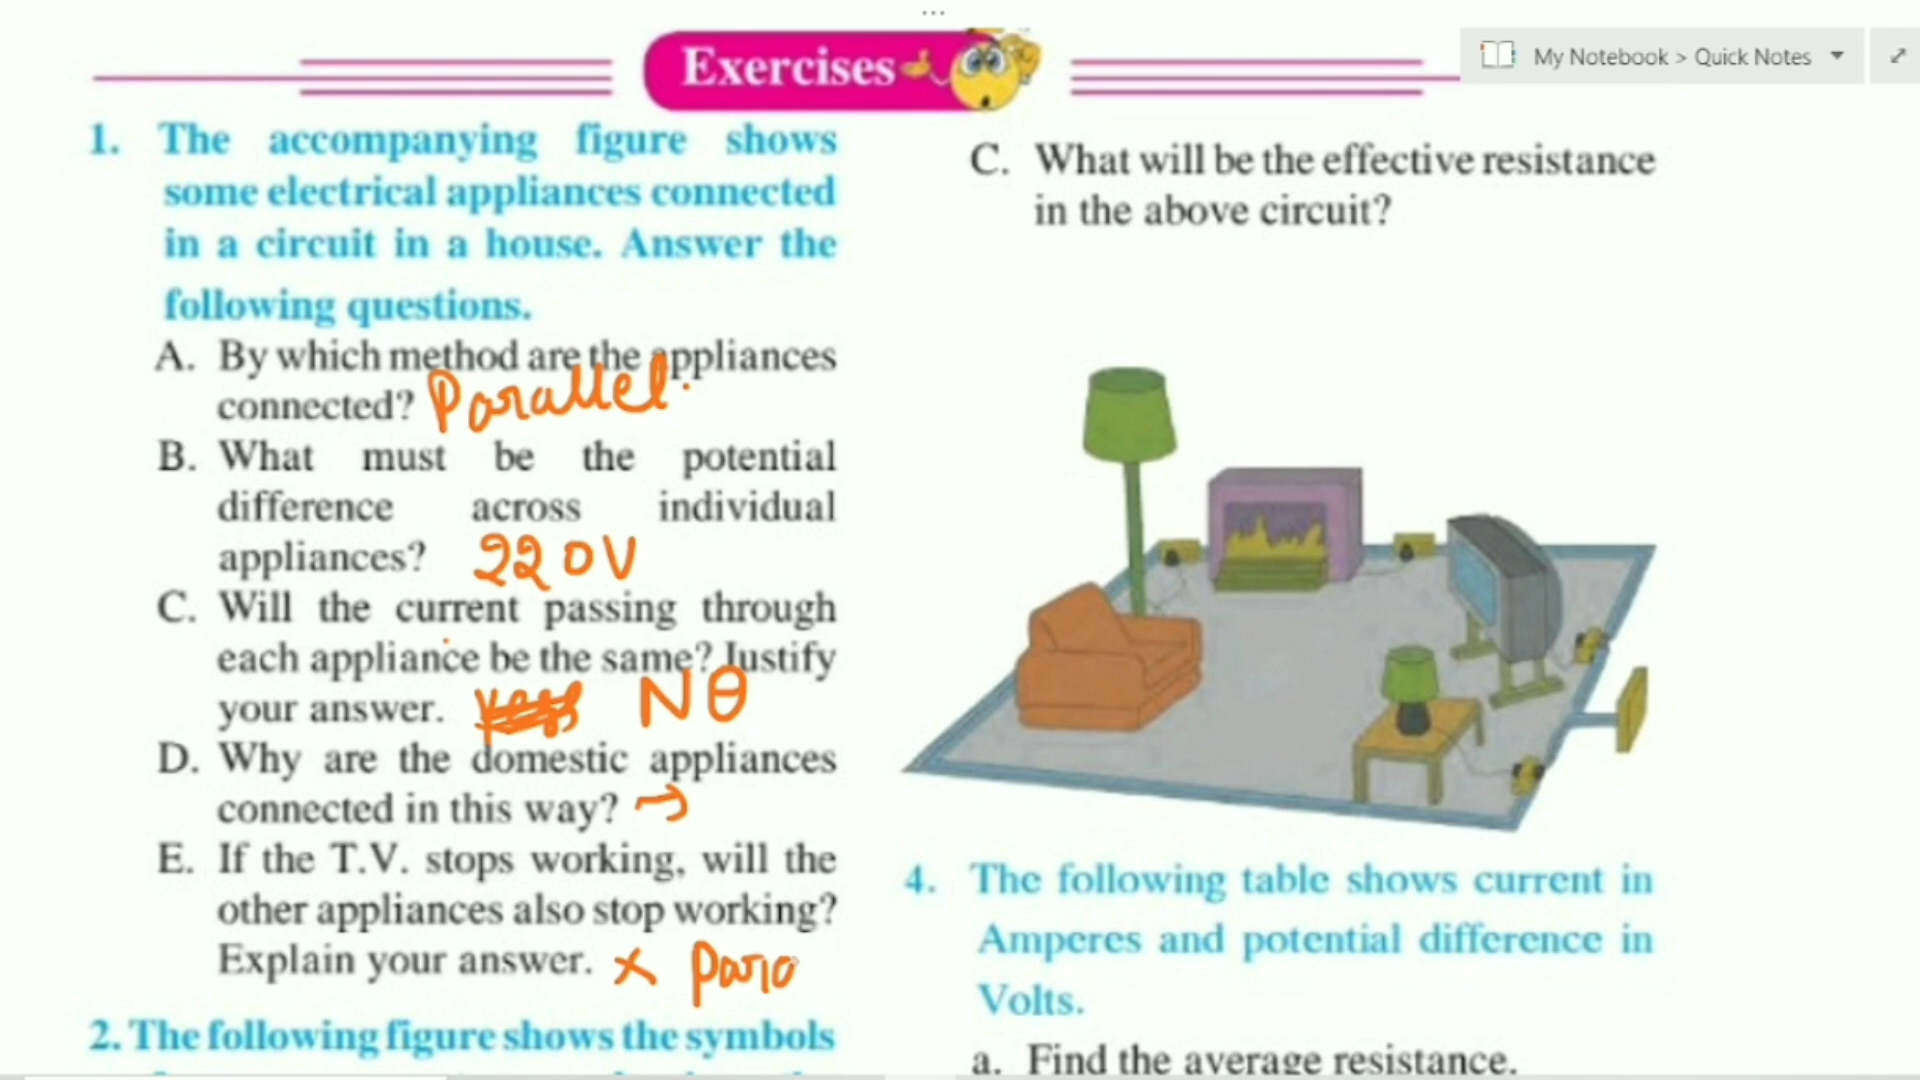 ...
Exercises
My Notebook > Quick Notes
1. The accompanying figure shows
some electrical appliances connected
in a circuit in a house. Answer the
following questions.
A. By which method are the appliances
connected? Parallel.
B. What must be the potential
difference across individual
appliances? 220V
C. Will the current passing through
each appliance be the same? Justify
your answer. NO
D. Why are the domestic appliances
connected in this way?
E. If the T.V. stops working, will the
other appliances also stop working?
Explain your answer. x Para
2. The following figure shows the symbols
C. What will be the effective resistance
in the above circuit?
4. The following table shows current in
Amperes and potential difference in
Volts.
a. Find the average resistance.